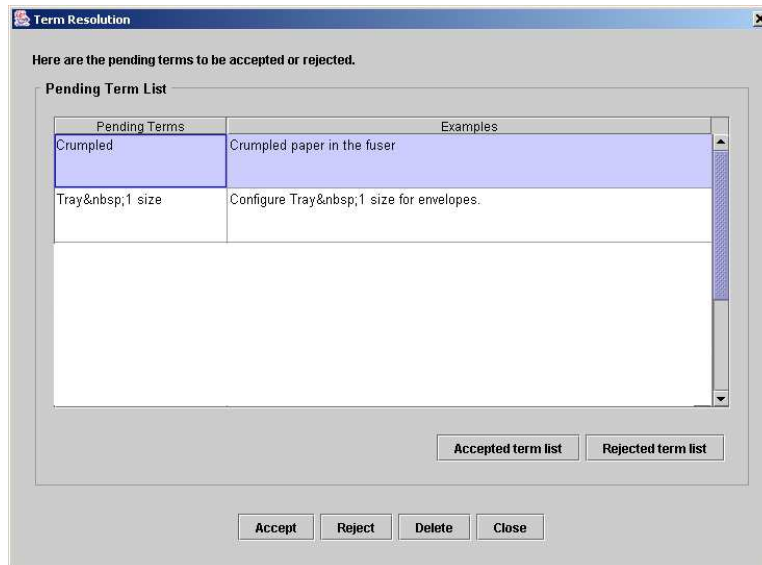 Term Resolution
Here are the pending terms to be accepted or rejected.
Pending Term List
Pending Terms Examples
Crumpled Crumpled paper in the fuser
Tray&nbsp;1 size Configure Tray&nbsp;1 size for envelopes.
Accepted term list Rejected term list
Accept Reject Delete Close